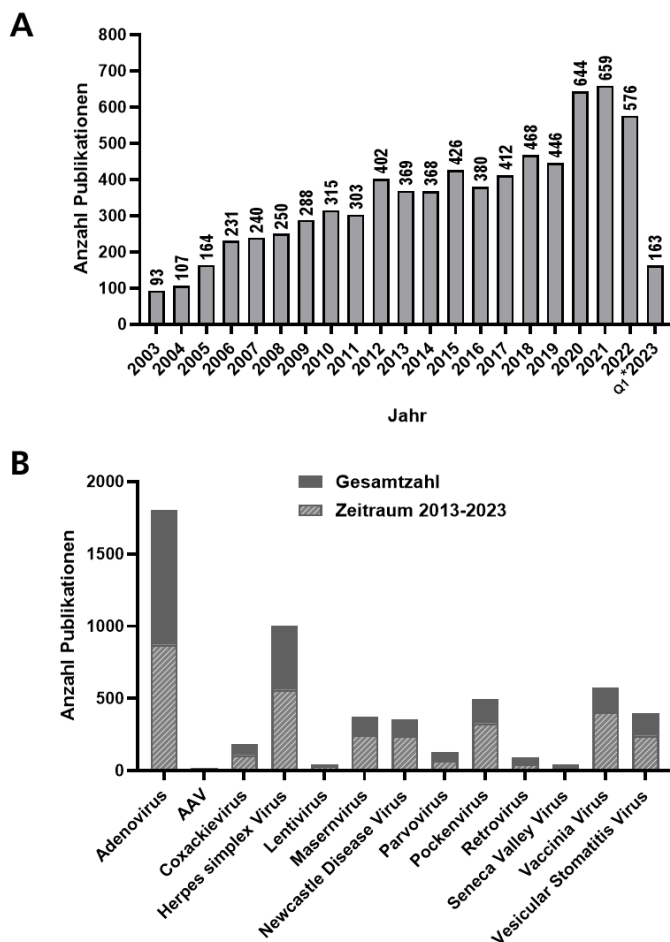 A
Anzahl Publikationen
800
700
600
500
400
300
200
100
0
93
107
164
231
240
250
288
315
303
402
369
368
426
380
412
468
446
644
659
576
163
2003
2004
2005
2006
2007
2008
2009
2010
2011
2012
2013
2014
2015
2016
2017
2018
2019
2020
2021
2022
Q1*2023
Jahr
B
Anzahl Publikationen
2000
1500
1000
500
0
Gesamtzahl
Zeitraum 2013-2023
Adenovirus
AAV
Coxackievirus
Herpes simplex Virus
Lentivirus
Masernvirus
Newcastle Disease Virus
Parvovirus
Pockenvirus
Retrovirus
Seneca Valley Virus
Vaccinia Virus
Vesicular Stomatitis Virus